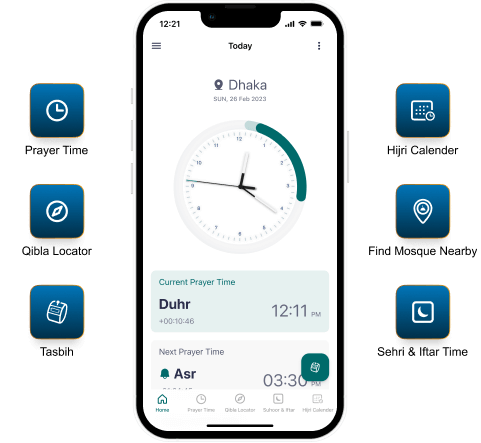 12:21
Today
Dhaka
SUN, 26 Feb 2023
12
1
2
3
4
5
6
7
8
9
10
11
Prayer Time
Qibla Locator
Tasbih
Hijri Calender
Find Mosque Nearby
Sehri & Iftar Time
Current Prayer Time
Duhr
12:11 PM
+00:10:46
Next Prayer Time
Asr
03:30 PM
Home
Prayer Time
Qibla Locator
Suhoor & Iftar
Hijri Calender